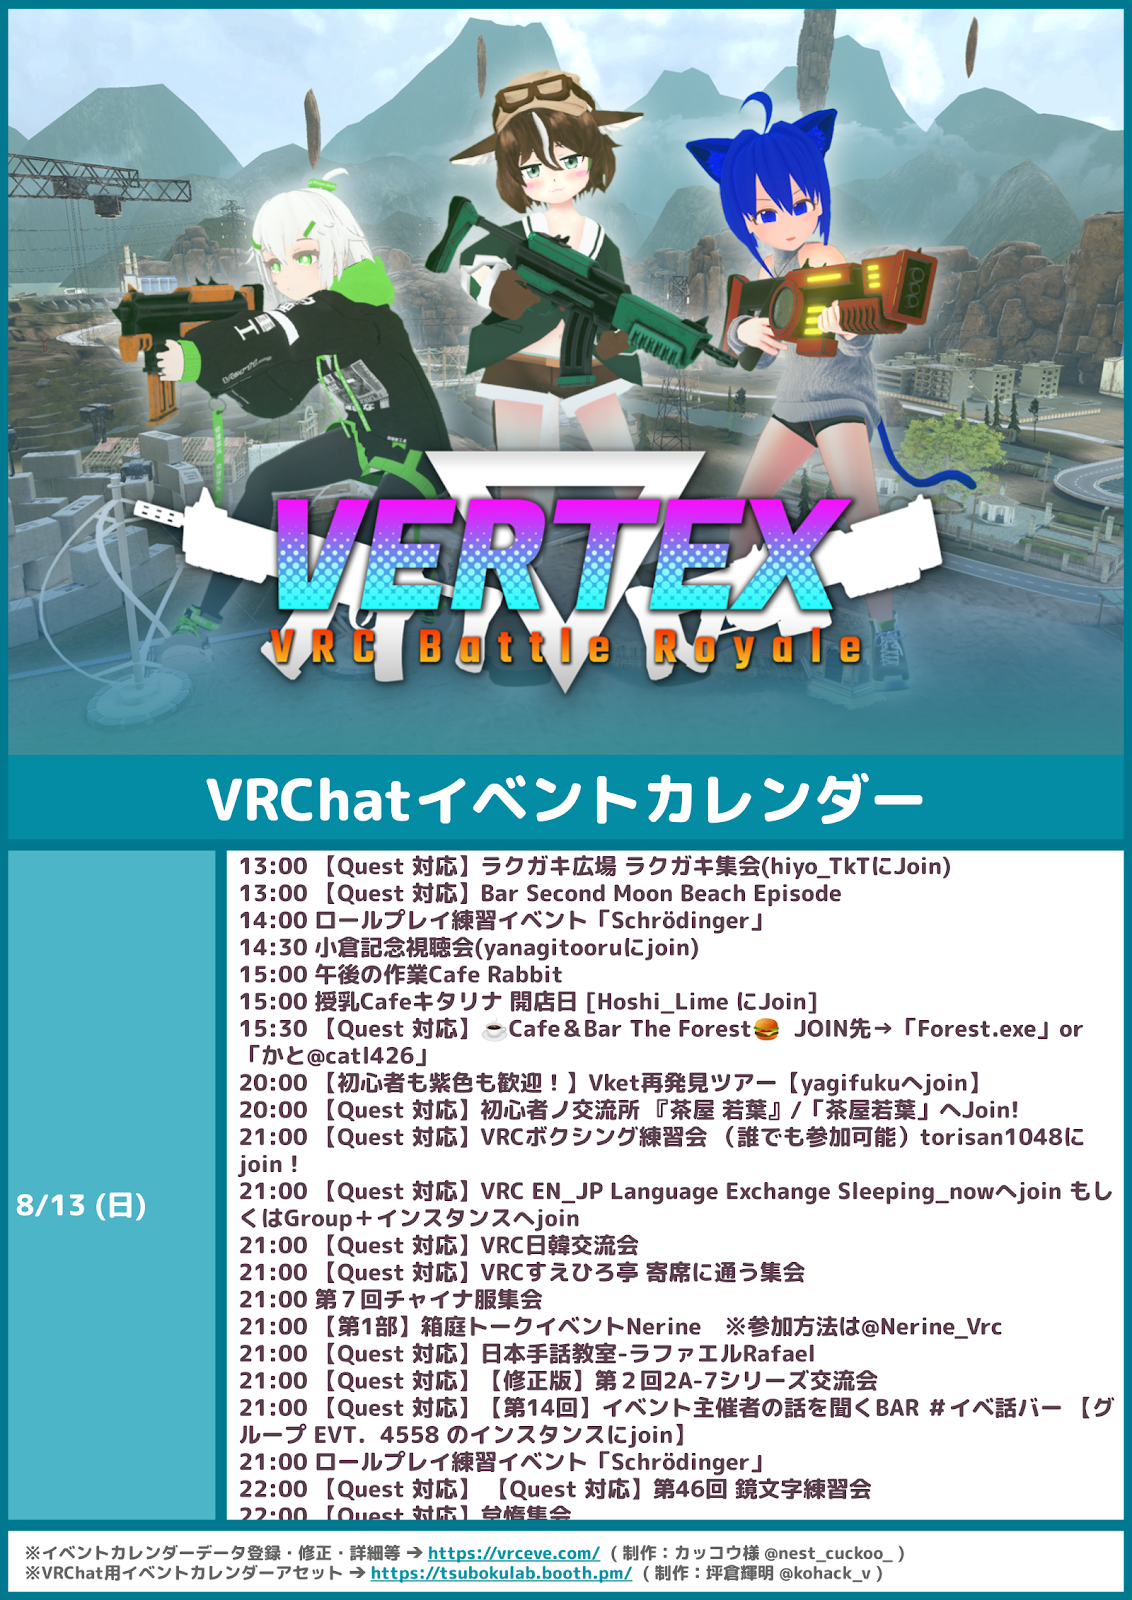 VERTEX
VRC Battle Royale
VRChatイベントカレンダー
8/13 (日)
13:00 【Quest 対応】ラクガキ広場 ラクガキ集会(hiyo_TkTにJoin)
13:00 【Quest 対応】Bar Second Moon Beach Episode
14:00 ロールプレイ練習イベント「Schrödinger」
14:30 小倉記念視聴会(yanagitooruにjoin)
15:00 午後の作業Cafe Rabbit
15:00 授乳Cafeキタリナ 開店日 [Hoshi_Lime にJoin]
15:30 【Quest 対応】☕Cafe＆Bar The Forest🍔 JOIN先→「Forest.exe」or
「かと@catl426」
20:00 【初心者も紫色も歓迎！】Vket再発見ツアー【yagifukuへjoin】
20:00 【Quest 対応】初心者ノ交流所 『茶屋 若葉』/「茶屋若葉」へJoin!
21:00 【Quest 対応】VRCボクシング練習会 （誰でも参加可能）torisan1048に
join！
21:00 【Quest 対応】VRC EN_JP Language Exchange Sleeping_nowへjoin もし
くはGroup＋インスタンスへjoin
21:00 【Quest 対応】VRC日韓交流会
21:00 【Quest 対応】VRCすえひろ亭 寄席に通う集会
21:00 第７回チャイナ服集会
21:00 【第1部】箱庭トークイベントNerine　※参加方法は@Nerine_Vrc
21:00 【Quest 対応】日本手話教室-ラファエルRafael
21:00 【Quest 対応】【修正版】第２回2A-7シリーズ交流会
21:00 【Quest 対応】【第14回】イベント主催者の話を聞くBAR ＃イベ話バー 【グ
ループ EVT．4558 のインスタンスにjoin】
21:00 ロールプレイ練習イベント「Schrödinger」
22:00 【Quest 対応】 【Quest 対応】第46回 鏡文字練習会
22:00 【Quest 対応】怠惰集会
※イベントカレンダーデータ登録・修正・詳細等 → https://vrceve.com/ ( 制作：カッコウ様 @nest_cuckoo_ )
※VRChat用イベントカレンダーアセット → https://tsubokulab.booth.pm/ ( 制作：坪倉輝明 @kohack_v )